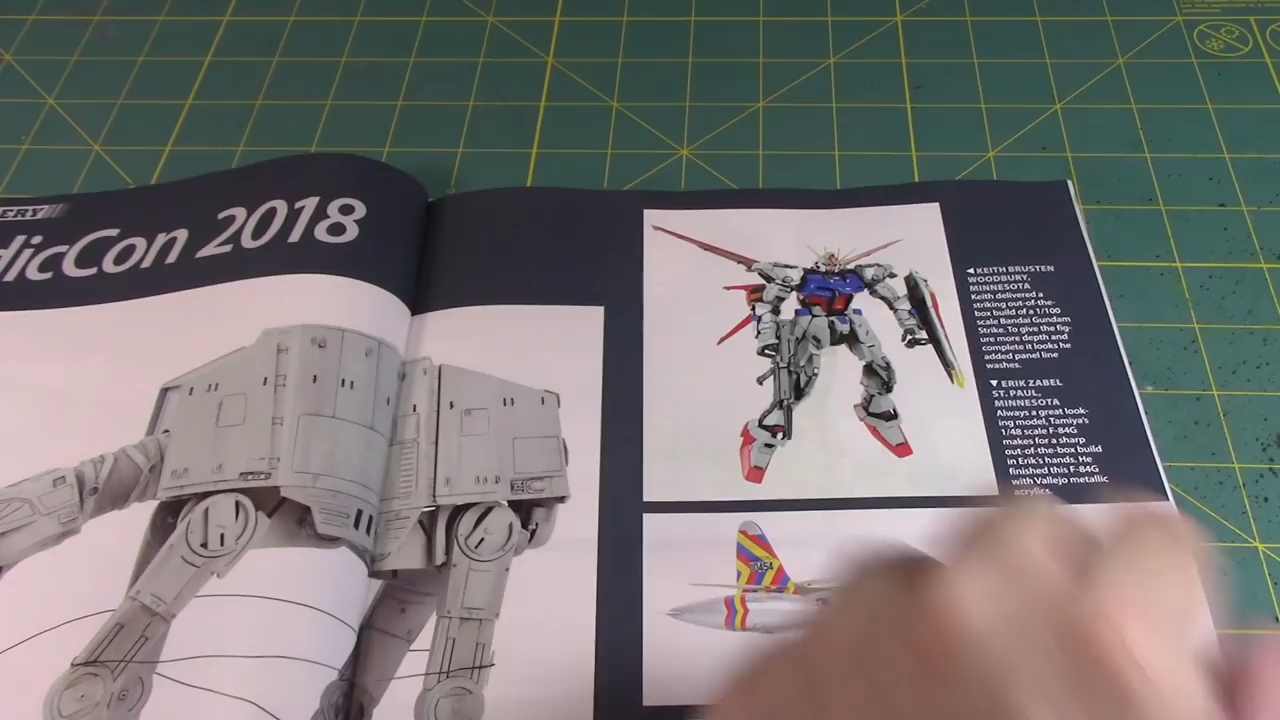 ERY
dicCon 2018
◀ KEITH BRUSTEN
WOODBURY,
MINNESOTA
Keith delivered a
striking out-of-the-
box build of a 1/100
scale Bandai Gundam
Strike. To give the fig-
ure more depth and
complete it looks he
added panel line
washes.
▼ ERIK ZABEL
ST. PAUL,
MINNESOTA
Always a great look-
ing model, Tamiya's
1/48 scale F-84G
makes for a sharp
out-of-the-box build
in Erik's hands. He
finished this F-84G
with Vallejo metallic
acrylics.
0454